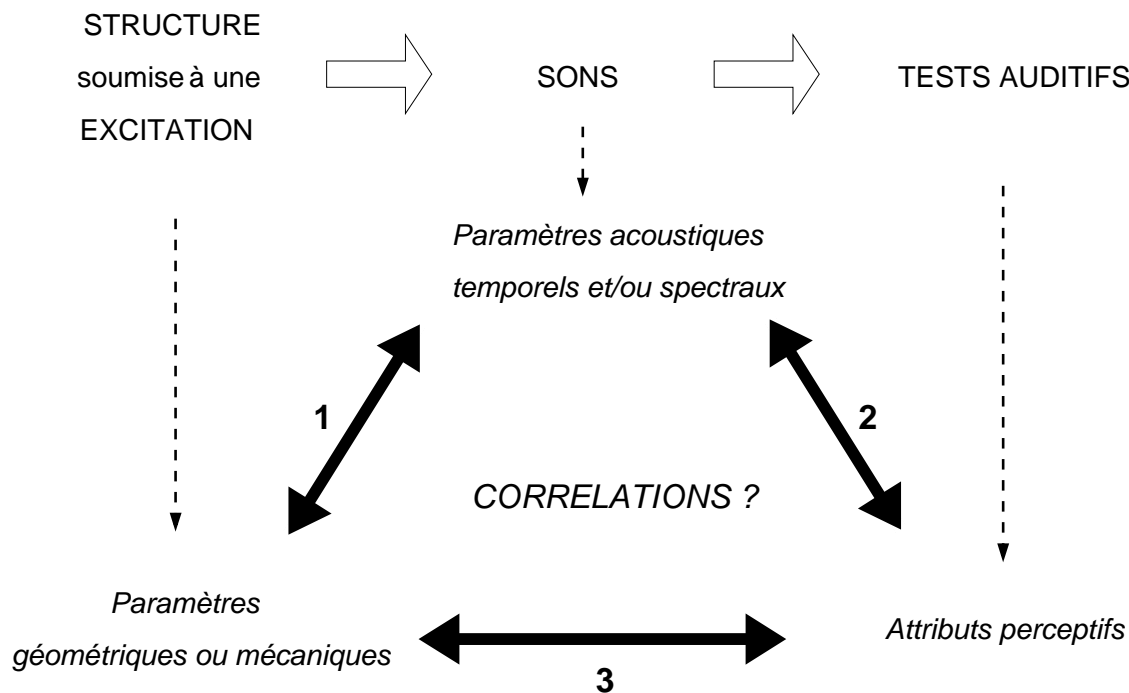 STRUCTURE
soumise à une
EXCITATION
SONS
TESTS AUDITIFS
Paramètres acoustiques
temporels et/ou spectraux
1
2
CORRELATIONS ?
Paramètres
géométriques ou mécaniques
Attributs perceptifs
3